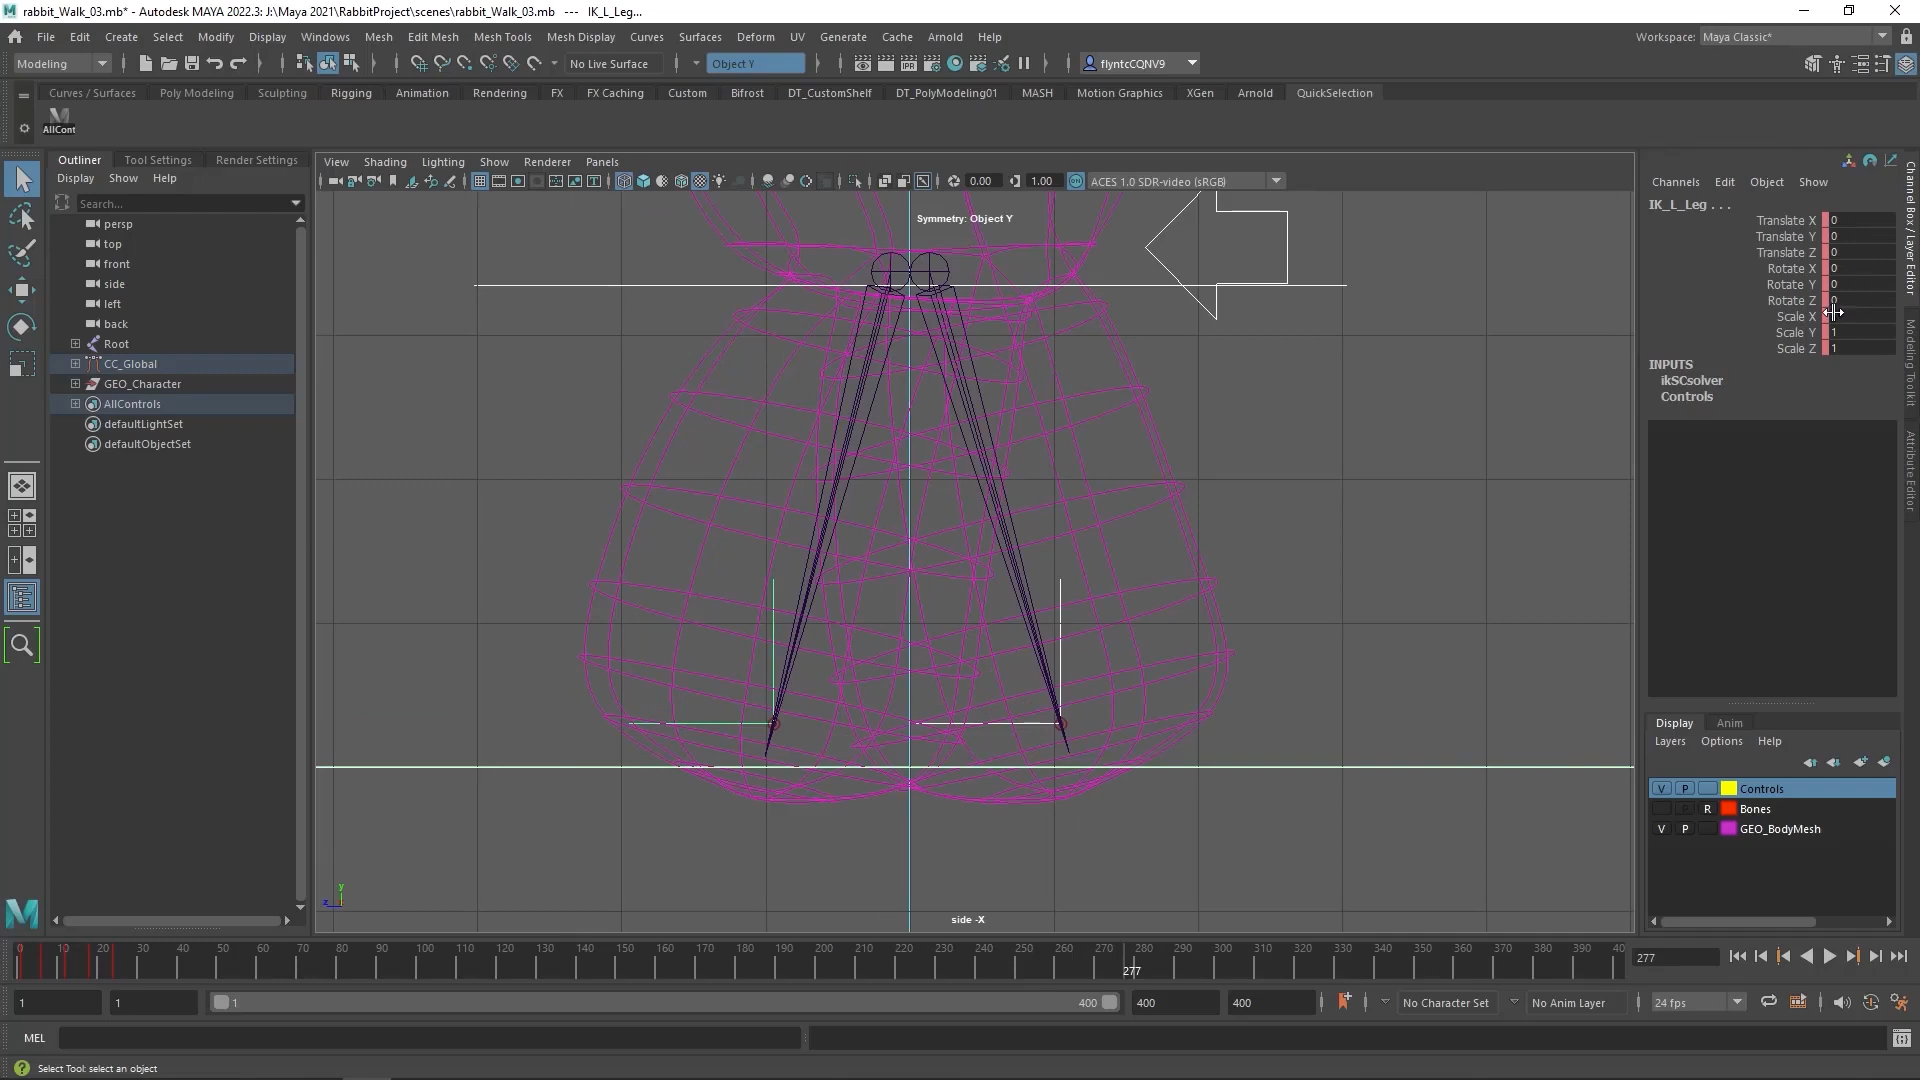 rabbit_Walk_03.mb* - Autodesk MAYA 2022.3: J:\Maya 2021\RabbitProject\scenes\rabbit_Walk_03.mb --- IK_L_Leg...
File Edit Create Select Modify Display Windows Mesh Edit Mesh Mesh Tools Mesh Display Curves Surfaces Deform UV Generate Cache Arnold Help Workspace: Maya Classic*
Modeling No Live Surface Object Y IPR flyntcCQNV9
Curves / Surfaces Poly Modeling Sculpting Rigging Animation Rendering FX FX Caching Custom Bifrost DT_CustomShelf DT_PolyModeling01 MASH Motion Graphics XGen Arnold QuickSelection
AllCont
Outliner Tool Settings Render Settings
Display Show Help
Search...
persp
top
front
side
left
back
Root
CC_Global
GEO_Character
AllControls
defaultLightSet
defaultObjectSet
View Shading Lighting Show Renderer Panels
0.00 1.00 ACES 1.0 SDR-video (sRGB)
Symmetry: Object Y
side -X
y
z
Channels Edit Object Show
IK_L_Leg . . .
Translate X 0
Translate Y 0
Translate Z 0
Rotate X 0
Rotate Y 0
Rotate Z 0
Scale X
Scale Y 1
Scale Z 1
INPUTS
ikSCsolver
Controls
Channel Box / Layer Editor
Modeling Toolkit
Attribute Editor
Display Anim
Layers Options Help
V P Controls
R Bones
V P GEO_BodyMesh
10 20 30 40 50 60 70 80 90 100 110 120 130 140 150 160 170 180 190 200 210 220 230 240 250 260 270 280 290 300 310 320 330 340 350 360 370 380 390 40
277
277
1 1 1 400 400 400 No Character Set No Anim Layer 24 fps
MEL
Select Tool: select an object